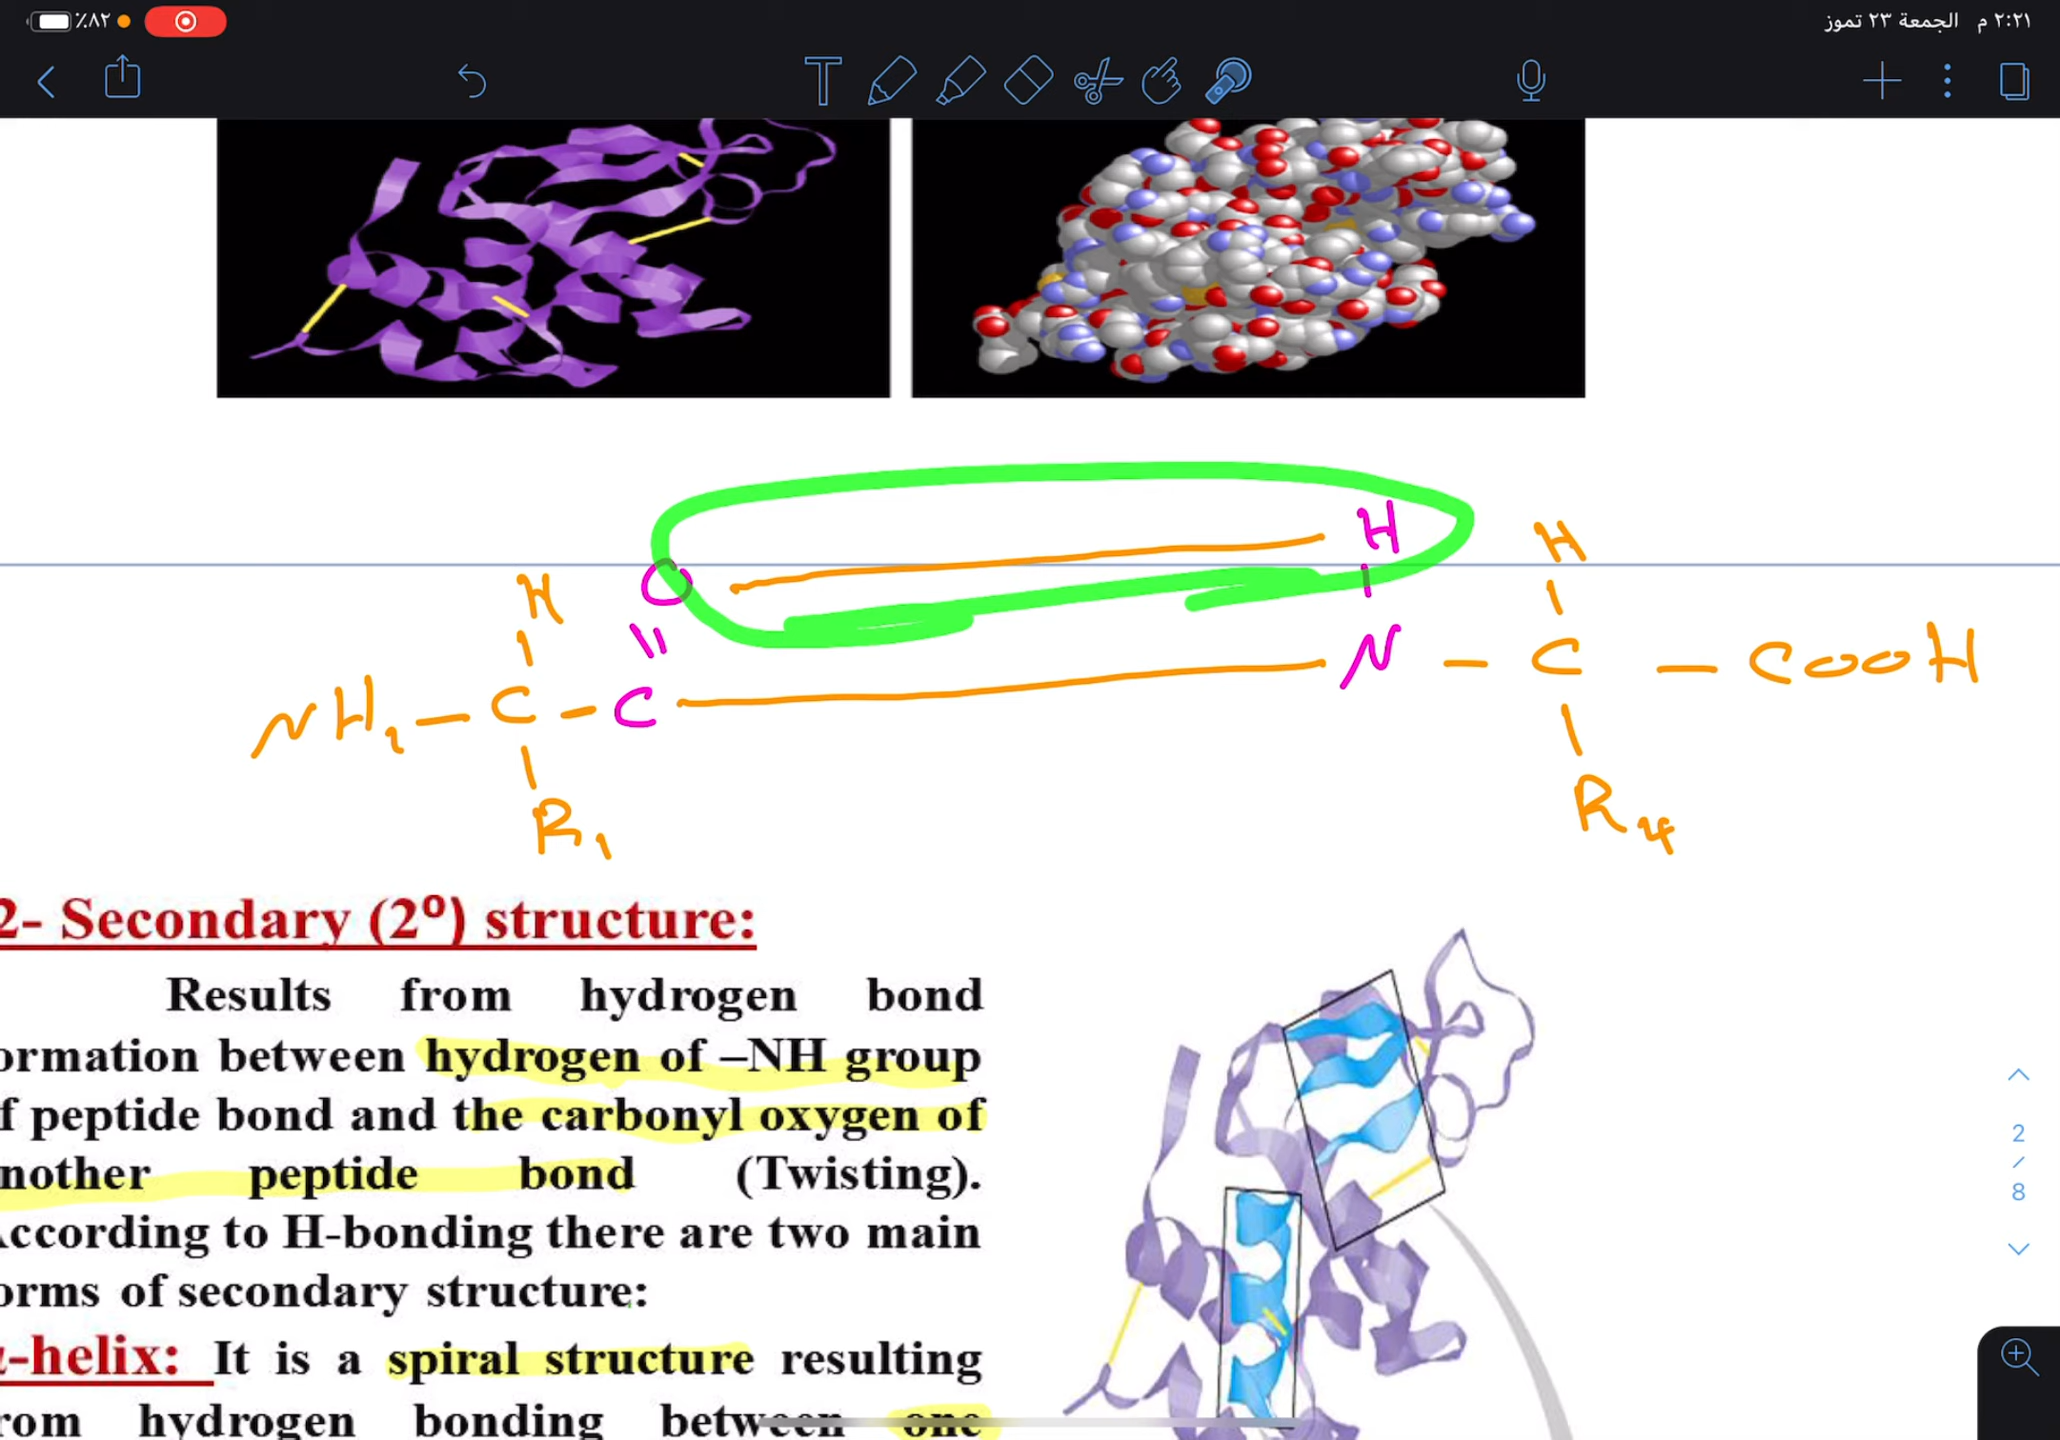 ٪٨٢
٢:٢١ م الجمعة ٢٣ تموز
H
H
O
H
=
NH₂ – C – C — N – C – COOH
R₁
R₄
2- Secondary (2º) structure:
Results from hydrogen bond
ormation between hydrogen of –NH group
f peptide bond and the carbonyl oxygen of
nother peptide bond (Twisting).
According to H-bonding there are two main
orms of secondary structure:
-helix: It is a spiral structure resulting
rom hydrogen bonding between one
2
/
8